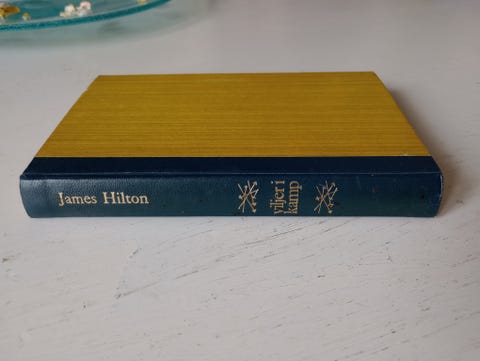 James Hilton
viljer i
kamp